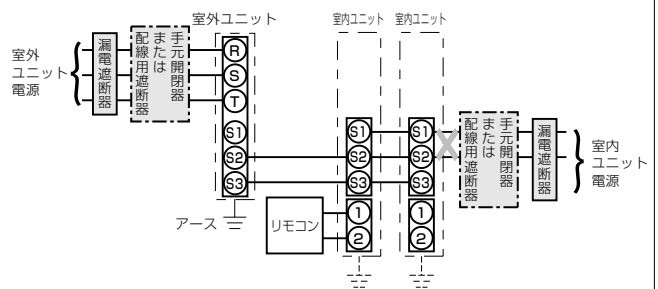 室外ユニット
室内ユニット
室内ユニット
室外
ユニット
電源
漏電遮断器
手元開閉器
または
配線用遮断器
R
S
T
S1
S2
S3
S1
S2
S3
1
2
S1
S2
S3
1
2
手元開閉器
または
配線用遮断器
漏電遮断器
室内
ユニット
電源
アース
リモコン